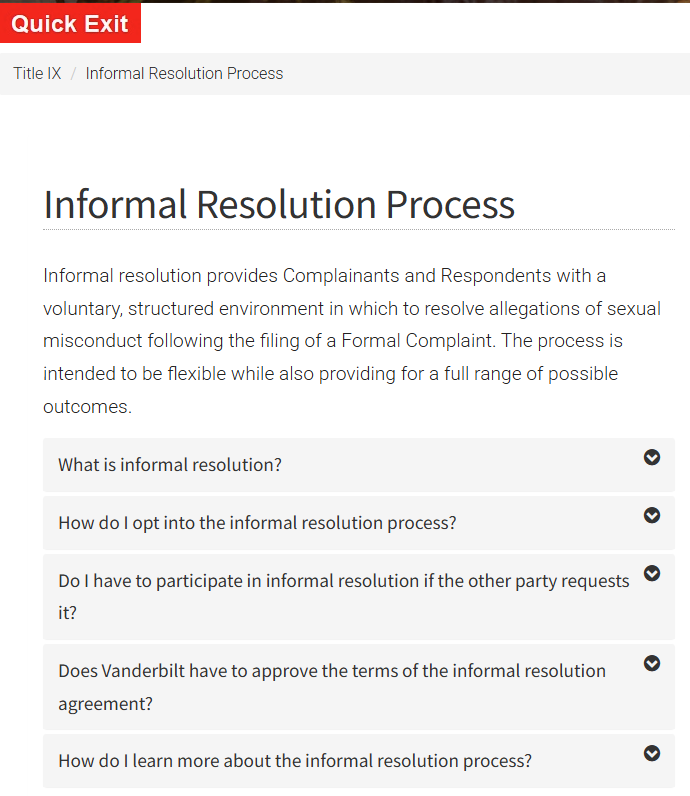 Quick Exit
Title IX / Informal Resolution Process
Informal Resolution Process
Informal resolution provides Complainants and Respondents with a
voluntary, structured environment in which to resolve allegations of sexual
misconduct following the filing of a Formal Complaint. The process is
intended to be flexible while also providing for a full range of possible
outcomes.
What is informal resolution?
How do I opt into the informal resolution process?
Do I have to participate in informal resolution if the other party requests
it?
Does Vanderbilt have to approve the terms of the informal resolution
agreement?
How do I learn more about the informal resolution process?